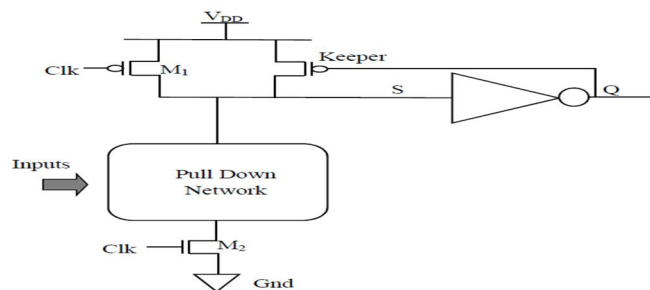 VDD
Keeper
Clk
M1
S
Q
Inputs
Pull Down
Network
Clk
M2
Gnd